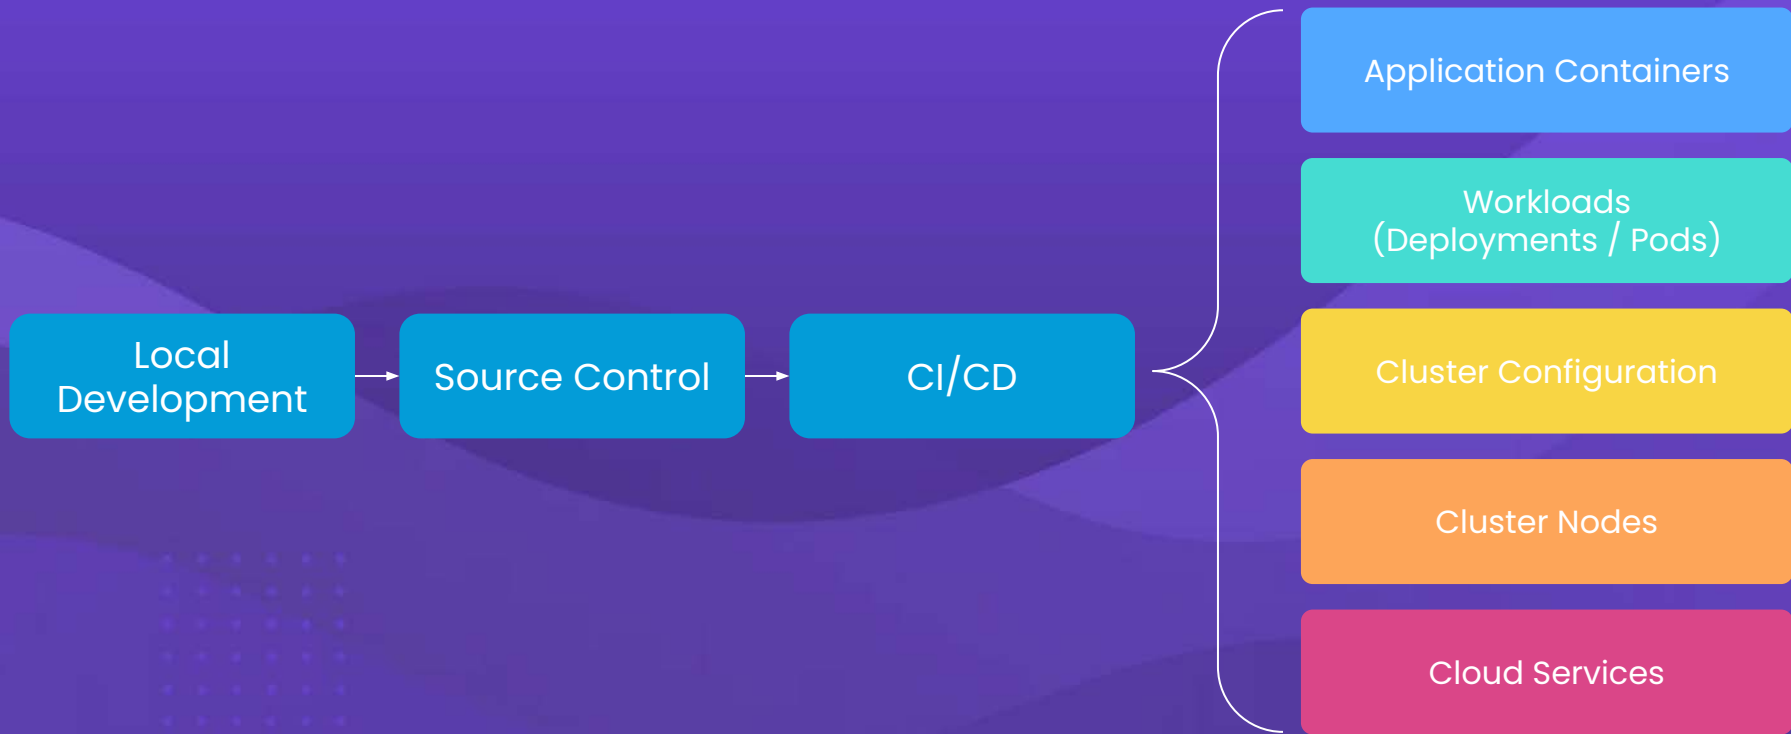 Local
Development
Source Control
CI/CD
Application Containers
Workloads
(Deployments / Pods)
Cluster Configuration
Cluster Nodes
Cloud Services